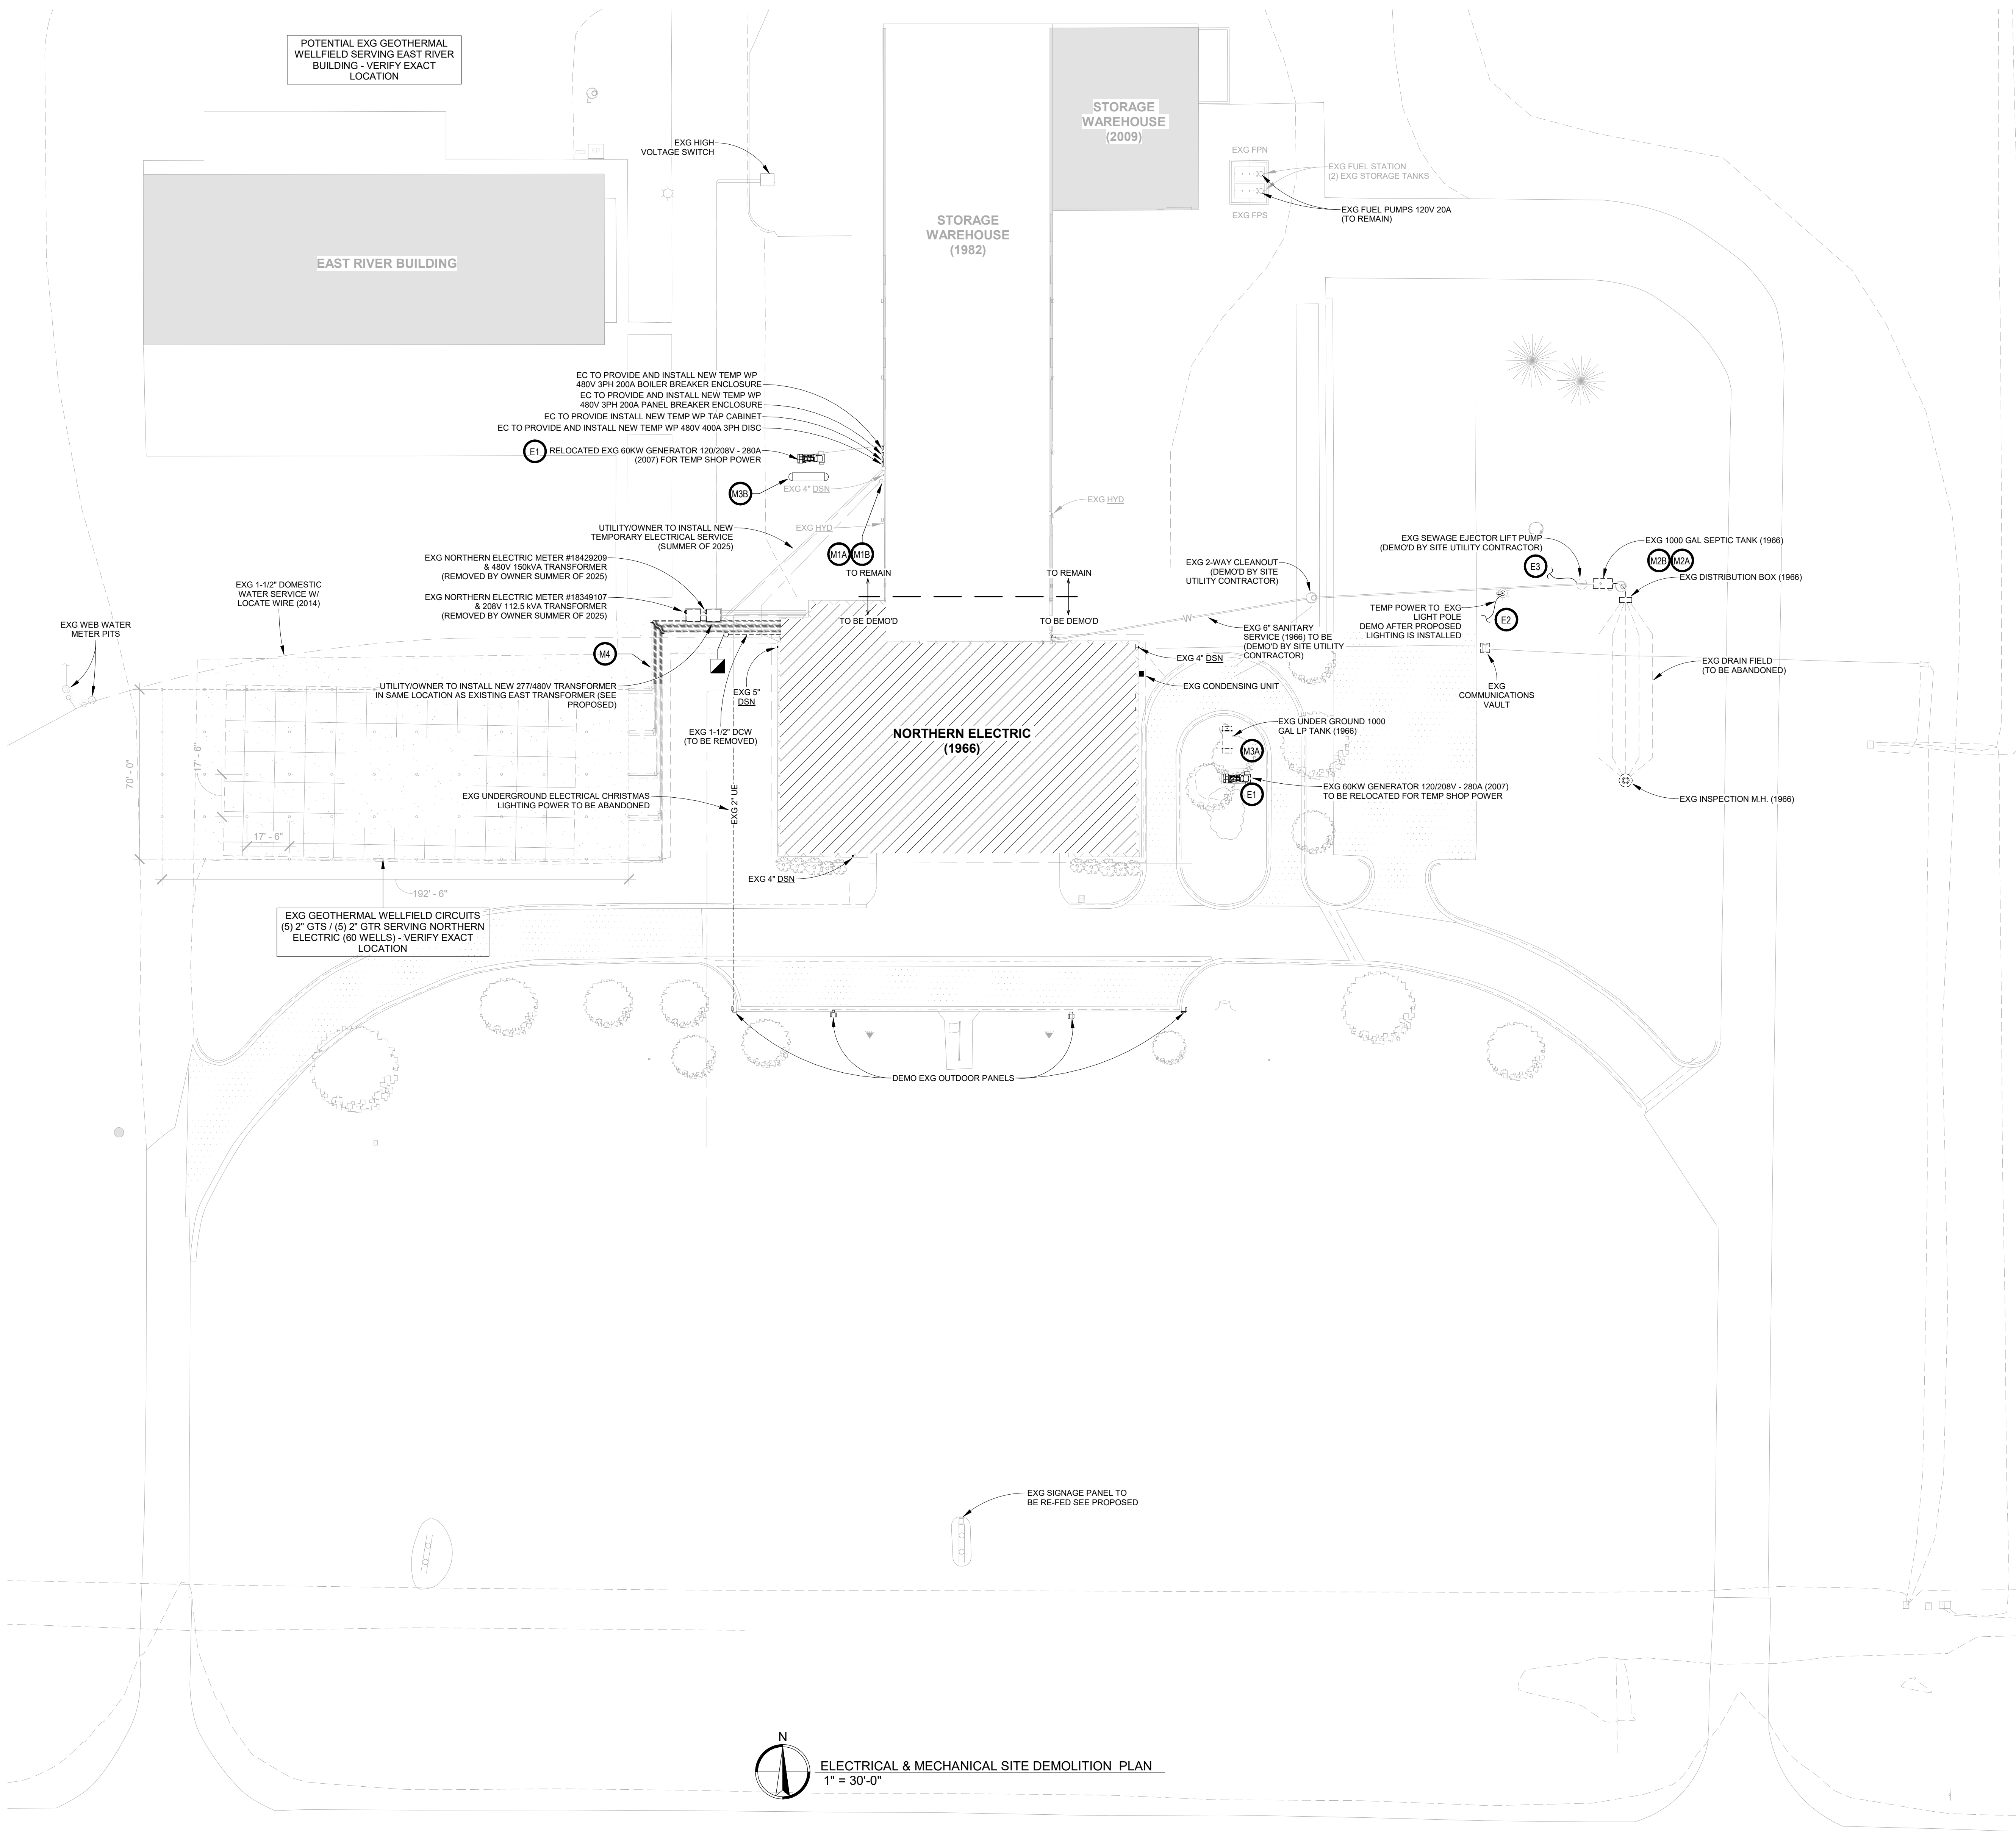 POTENTIAL EXG GEOTHERMAL
WELLFIELD SERVING EAST RIVER
BUILDING - VERIFY EXACT
LOCATION
STORAGE
WAREHOUSE
(2009)
EXG HIGH
VOLTAGE SWITCH
EXG FPN
EXG FUEL STATION
(2) EXG STORAGE TANKS
EXG FUEL PUMPS 120V 20A
(TO REMAIN)
EXG FPS
STORAGE
WAREHOUSE
(1982)
EAST RIVER BUILDING
EC TO PROVIDE AND INSTALL NEW TEMP WP
480V 3PH 200A BOILER BREAKER ENCLOSURE
EC TO PROVIDE AND INSTALL NEW TEMP WP
480V 3PH 200A PANEL BREAKER ENCLOSURE
EC TO PROVIDE INSTALL NEW TEMP WP TAP CABINET
EC TO PROVIDE AND INSTALL NEW TEMP WP 480V 400A 3PH DISC
E1
RELOCATED EXG 60KW GENERATOR 120/208V - 280A
(2007) FOR TEMP SHOP POWER
M3B
EXG 4" DSN
EXG HYD
EXG HYD
UTILITY/OWNER TO INSTALL NEW
TEMPORARY ELECTRICAL SERVICE
(SUMMER OF 2025)
M1A
M1B
EXG NORTHERN ELECTRIC METER #18429209
& 480V 150kVA TRANSFORMER
(REMOVED BY OWNER SUMMER OF 2025)
EXG NORTHERN ELECTRIC METER #18349107
& 208V 112.5 kVA TRANSFORMER
(REMOVED BY OWNER SUMMER OF 2025)
TO REMAIN
TO REMAIN
TO BE DEMO'D
TO BE DEMO'D
EXG 2-WAY CLEANOUT
(DEMO'D BY SITE
UTILITY CONTRACTOR)
EXG SEWAGE EJECTOR LIFT PUMP
(DEMO'D BY SITE UTILITY CONTRACTOR)
E3
EXG 1000 GAL SEPTIC TANK (1966)
M2B
M2A
EXG DISTRIBUTION BOX (1966)
EXG 1-1/2" DOMESTIC
WATER SERVICE W/
LOCATE WIRE (2014)
EXG WEB WATER
METER PITS
TEMP POWER TO EXG
LIGHT POLE
DEMO AFTER PROPOSED
LIGHTING IS INSTALLED
E2
W
EXG 6" SANITARY
SERVICE (1966) TO BE
(DEMO'D BY SITE UTILITY
CONTRACTOR)
M4
EXG 4" DSN
EXG CONDENSING UNIT
EXG DRAIN FIELD
(TO BE ABANDONED)
UTILITY/OWNER TO INSTALL NEW 277/480V TRANSFORMER
IN SAME LOCATION AS EXISTING EAST TRANSFORMER (SEE
PROPOSED)
EXG 5"
DSN
EXG
COMMUNICATIONS
VAULT
EXG 1-1/2" DCW
(TO BE REMOVED)
NORTHERN ELECTRIC
(1966)
EXG UNDER GROUND 1000
GAL LP TANK (1966)
M3A
70' - 0"
17' - 6"
EXG 60KW GENERATOR 120/208V - 280A (2007)
TO BE RELOCATED FOR TEMP SHOP POWER
E1
EXG UNDERGROUND ELECTRICAL CHRISTMAS
LIGHTING POWER TO BE ABANDONED
EXG 2" UE
EXG INSPECTION M.H. (1966)
17' - 6"
EXG 4" DSN
192' - 6"
EXG GEOTHERMAL WELLFIELD CIRCUITS
(5) 2" GTS / (5) 2" GTR SERVING NORTHERN
ELECTRIC (60 WELLS) - VERIFY EXACT
LOCATION
DEMO EXG OUTDOOR PANELS
EXG SIGNAGE PANEL TO
BE RE-FED SEE PROPOSED
N
ELECTRICAL & MECHANICAL SITE DEMOLITION PLAN
1" = 30'-0"